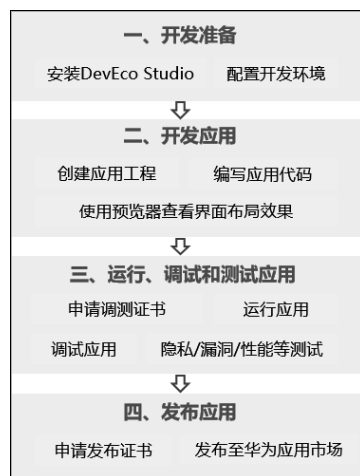 一、开发准备
安装DevEco Studio 配置开发环境
二、开发应用
创建应用工程 编写应用代码
使用预览器查看界面布局效果
三、运行、调试和测试应用
申请调测证书 运行应用
调试应用 隐私/漏洞/性能等测试
四、发布应用
申请发布证书 发布至华为应用市场